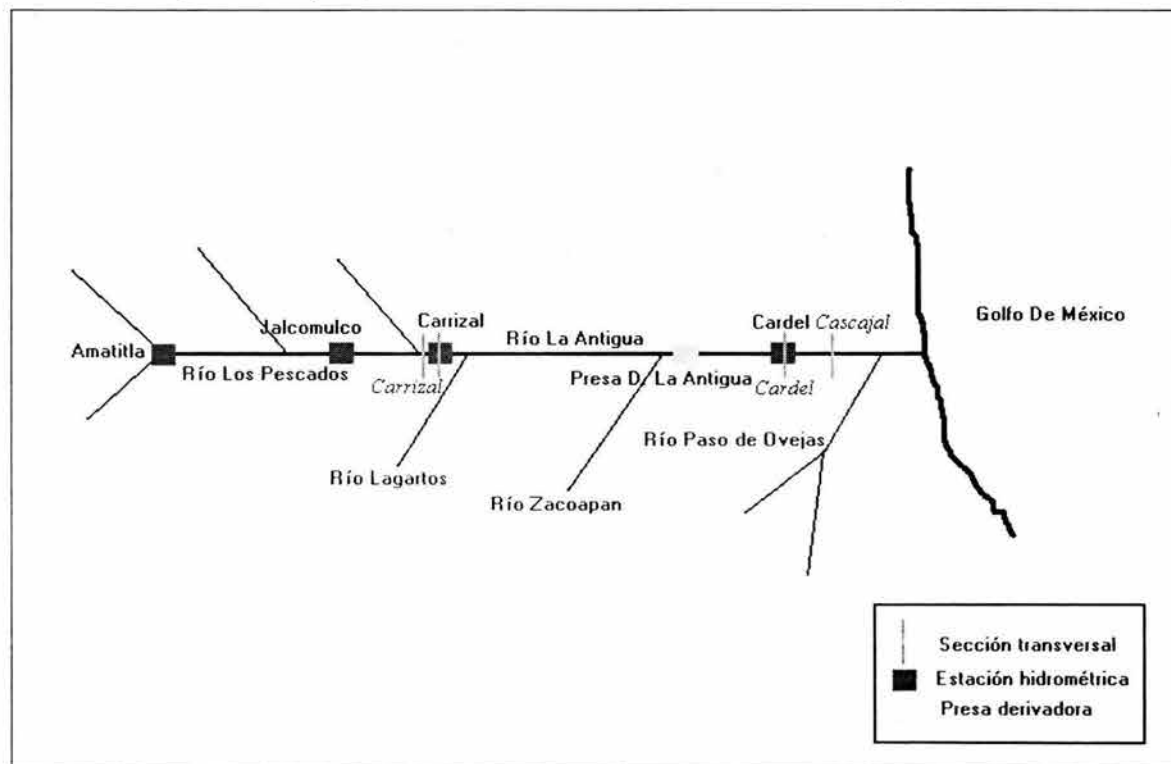 Golfo De México
Carrizal
Cardel
Cascajal
Jalcomulco
Río La Antigua
Amatitla
Río Los Pescados
Carrizal
Presa D. La Antigua
Cardel
Río Paso de Ovejas
Río Lagartos
Río Zacoapan
Sección transversal
Estación hidrométrica
Presa derivadora